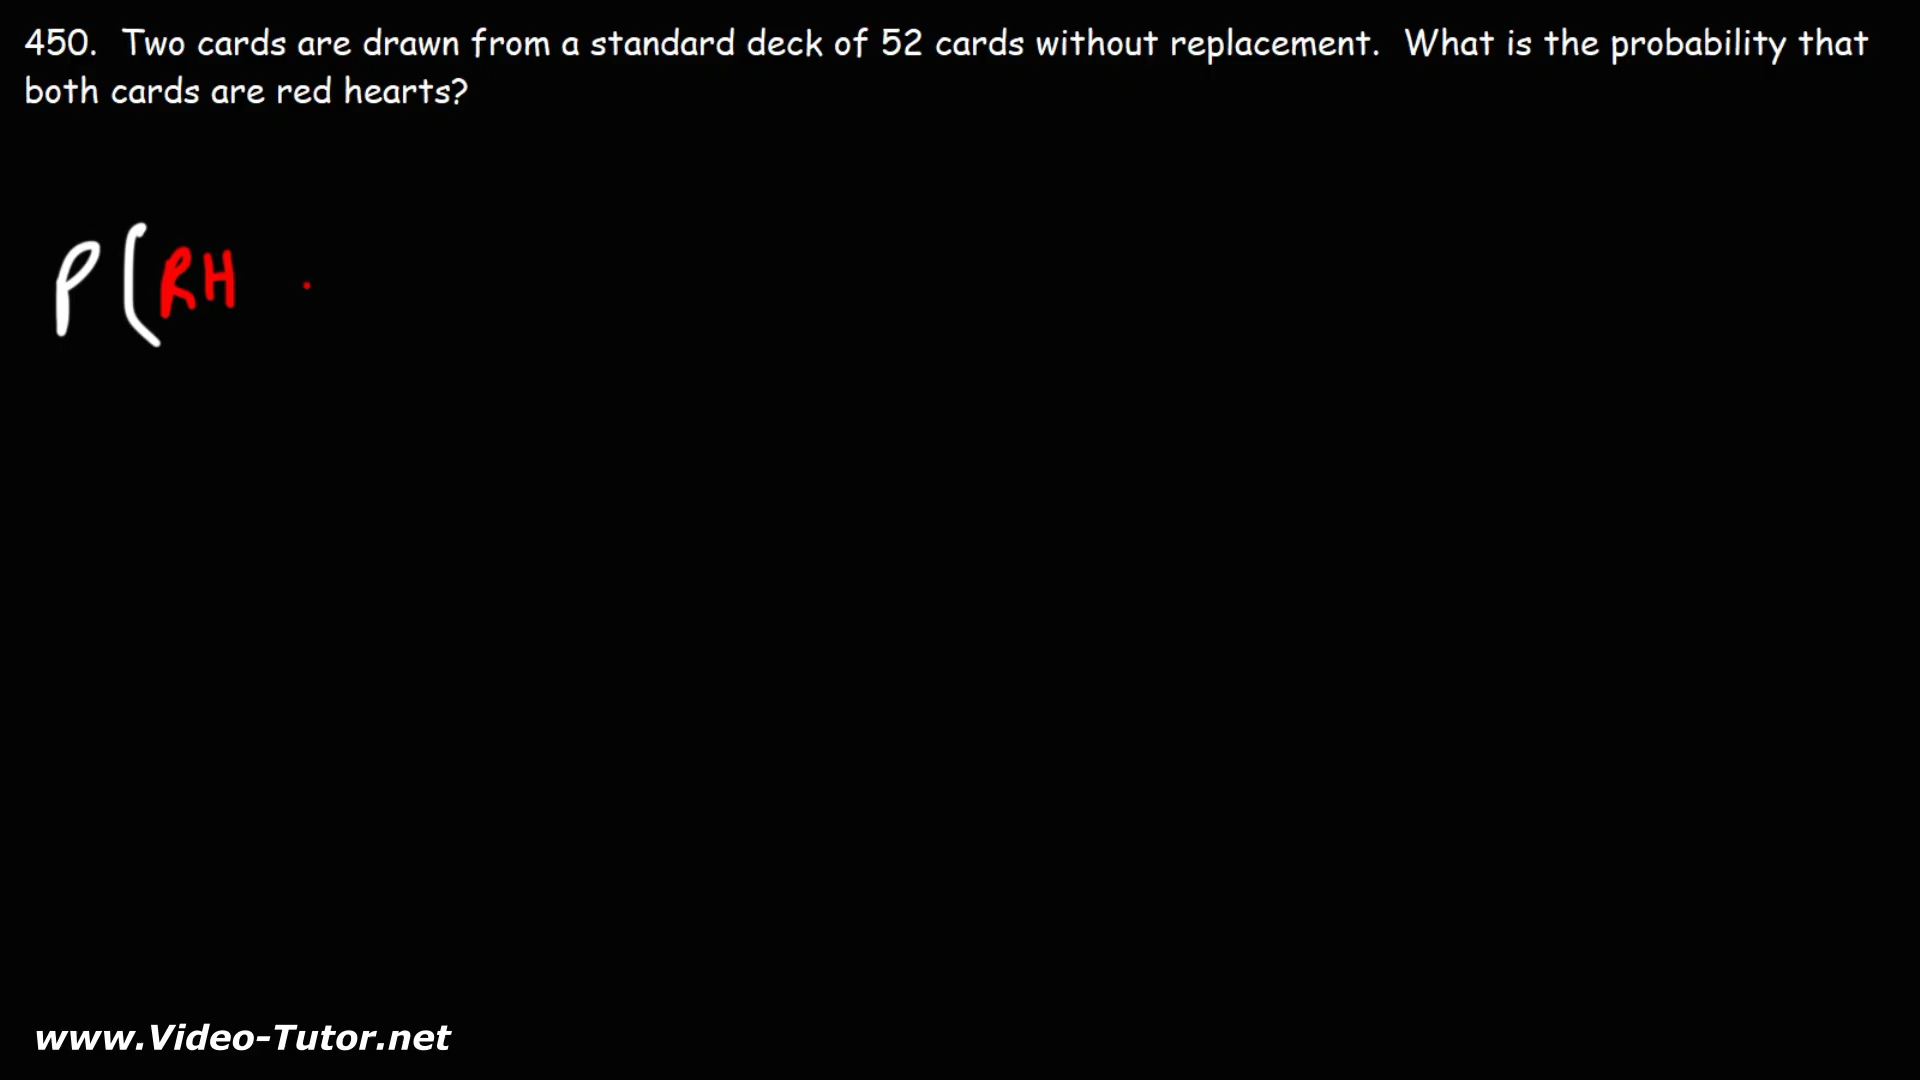 450.  Two cards are drawn from a standard deck of 52 cards without replacement.  What is the probability that
both cards are red hearts?
P(RH
www.Video-Tutor.net